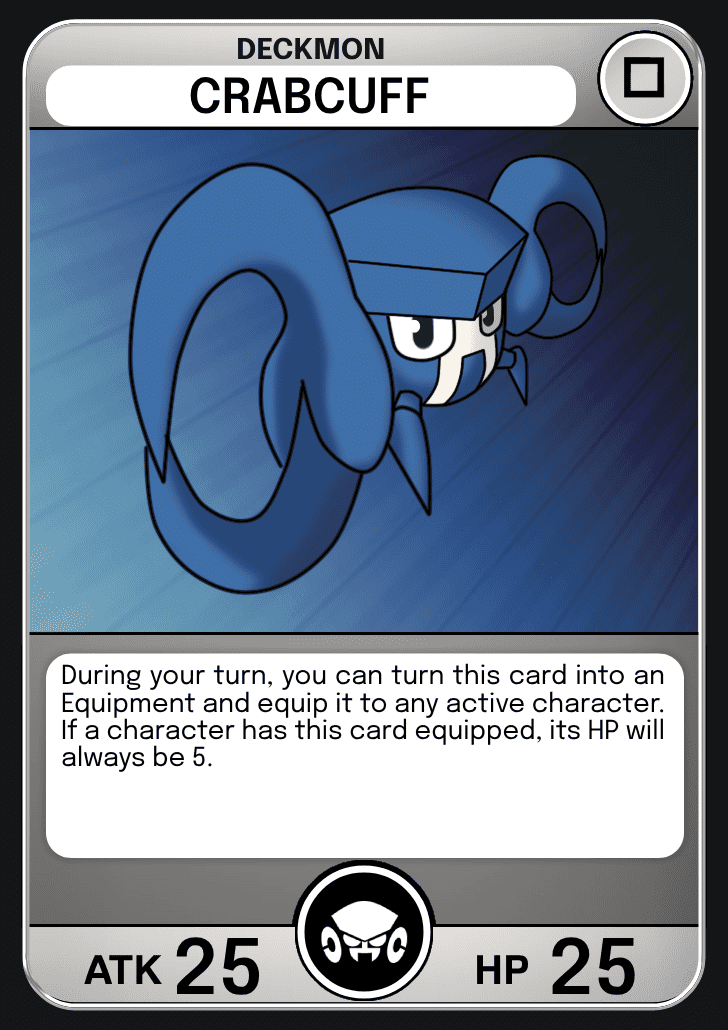 DECKMON
CRABCUFF
During your turn, you can turn this card into an
Equipment and equip it to any active character.
If a character has this card equipped, its HP will
always be 5.
ATK 25
HP 25